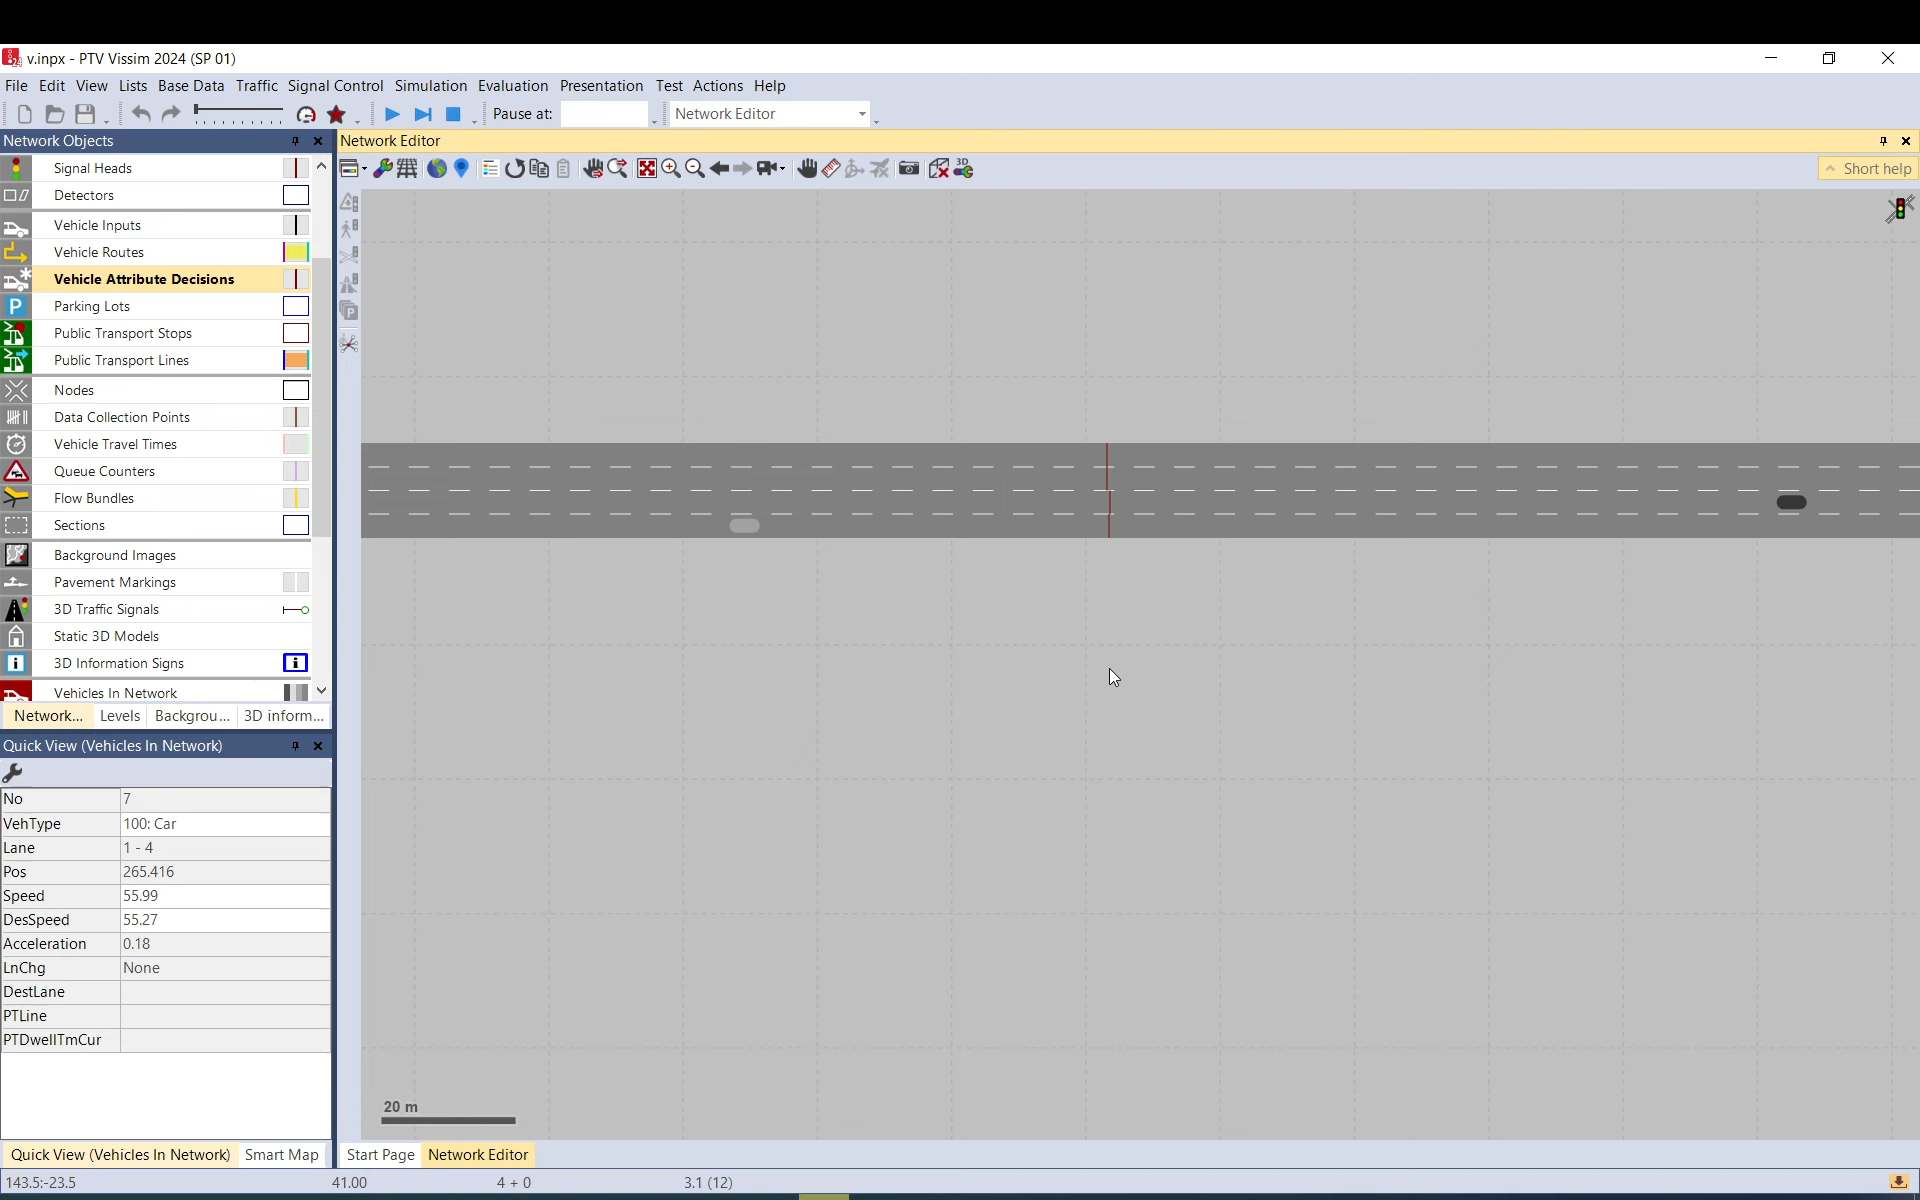 v.inpx - PTV Vissim 2024 (SP 01)
File Edit View Lists Base Data Traffic Signal Control Simulation Evaluation Presentation Test Actions Help
Pause at: Network Editor
Network Objects
Signal Heads
Detectors
Vehicle Inputs
Vehicle Routes
Vehicle Attribute Decisions
Parking Lots
Public Transport Stops
Public Transport Lines
Nodes
Data Collection Points
Vehicle Travel Times
Queue Counters
Flow Bundles
Sections
Background Images
Pavement Markings
3D Traffic Signals
Static 3D Models
3D Information Signs
Vehicles In Network
Network... Levels Backgrou... 3D inform...
Quick View (Vehicles In Network)
No 7
VehType 100: Car
Lane 1 - 4
Pos 265.416
Speed 55.99
DesSpeed 55.27
Acceleration 0.18
LnChg None
DestLane
PTLine
PTDwellTmCur
Quick View (Vehicles In Network) Smart Map
Network Editor
3D
Short help
20 m
Start Page Network Editor
143.5:-23.5 41.00 4 + 0 3.1 (12)